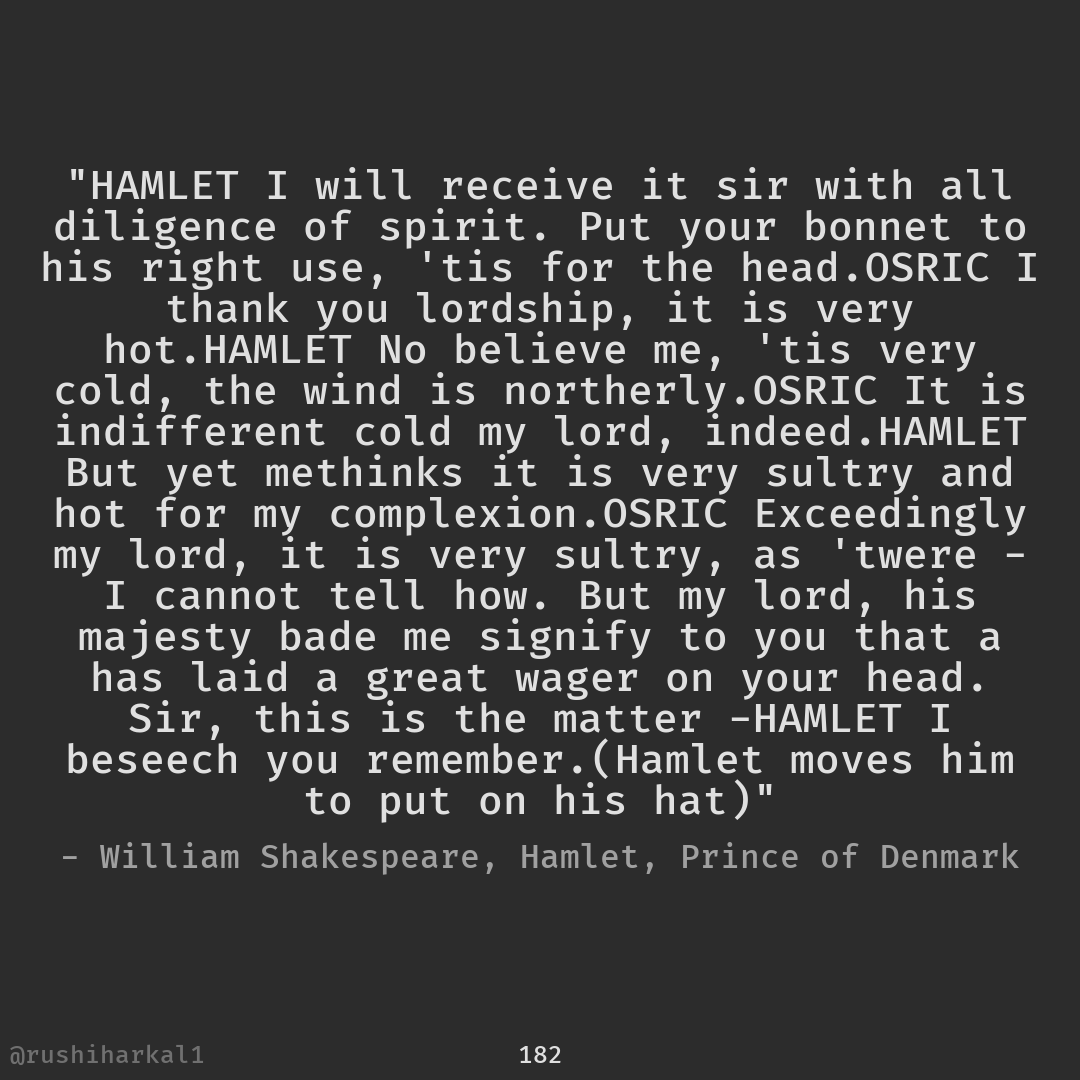 "HAMLET I will receive it sir with all
diligence of spirit. Put your bonnet to
his right use, 'tis for the head.OSRIC I
thank you lordship, it is very
hot.HAMLET No believe me, 'tis very
cold, the wind is northerly.OSRIC It is
indifferent cold my lord, indeed.HAMLET
But yet methinks it is very sultry and
hot for my complexion.OSRIC Exceedingly
my lord, it is very sultry, as 'twere -
I cannot tell how. But my lord, his
majesty bade me signify to you that a
has laid a great wager on your head.
Sir, this is the matter -HAMLET I
beseech you remember.(Hamlet moves him
to put on his hat)"
- William Shakespeare, Hamlet, Prince of Denmark
@rushiharkal1
182